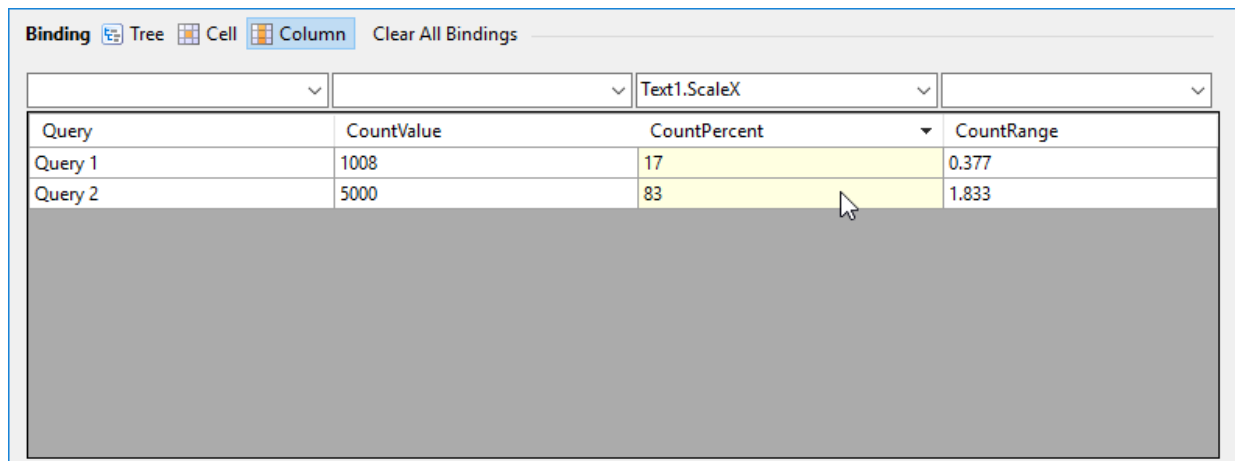 Binding Tree Cell Column Clear All Bindings
Text1.ScaleX
Query CountValue CountPercent CountRange
Query 1 1008 17 0.377
Query 2 5000 83 1.833